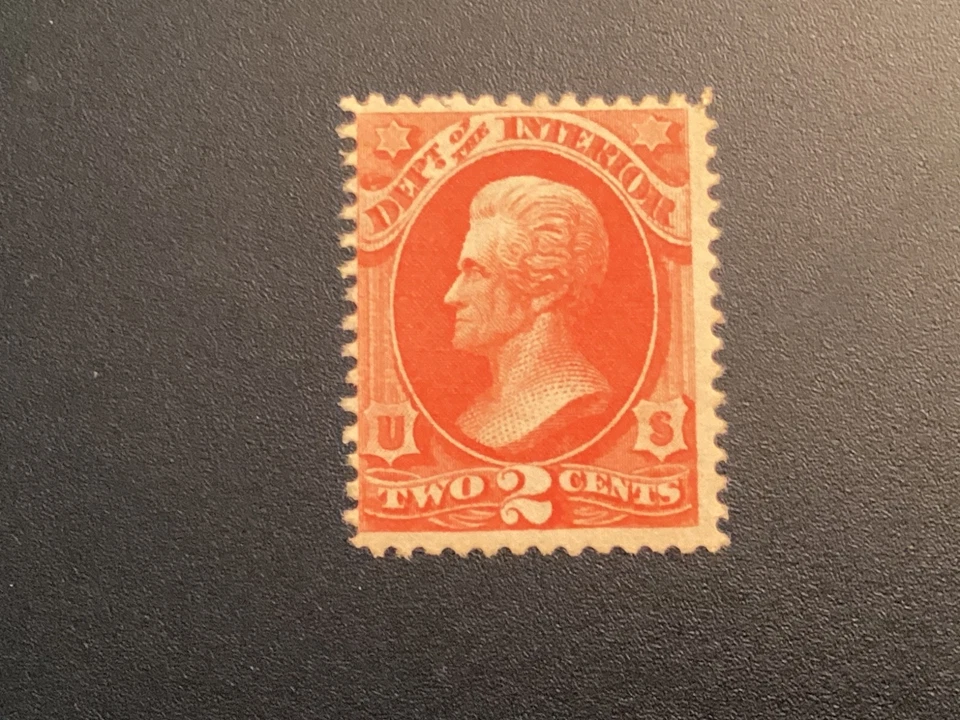 DEPT OF THE INTERIOR
U S
TWO 2 CENTS